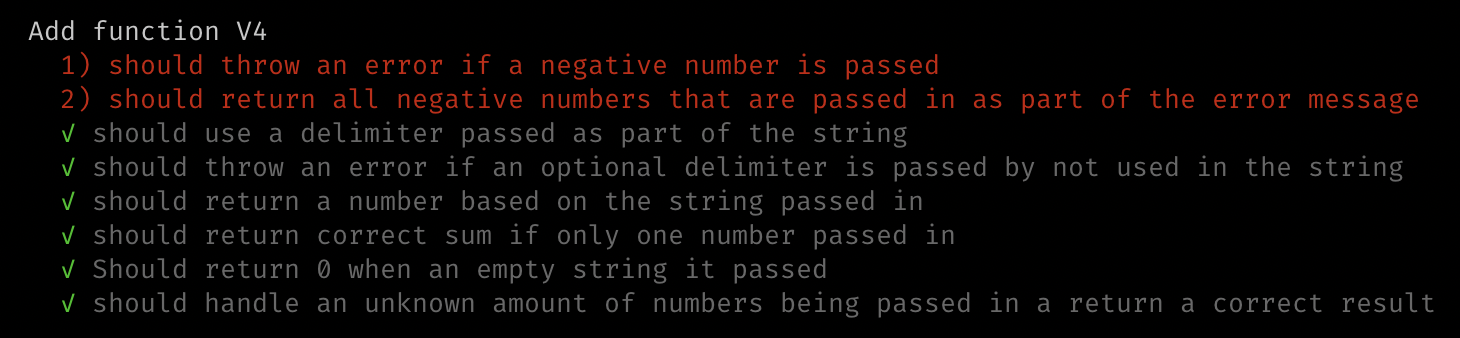 Add function V4
1) should throw an error if a negative number is passed
2) should return all negative numbers that are passed in as part of the error message
√ should use a delimiter passed as part of the string
√ should throw an error if an optional delimiter is passed by not used in the string
√ should return a number based on the string passed in
√ should return correct sum if only one number passed in
√ Should return 0 when an empty string it passed
√ should handle an unknown amount of numbers being passed in a return a correct result